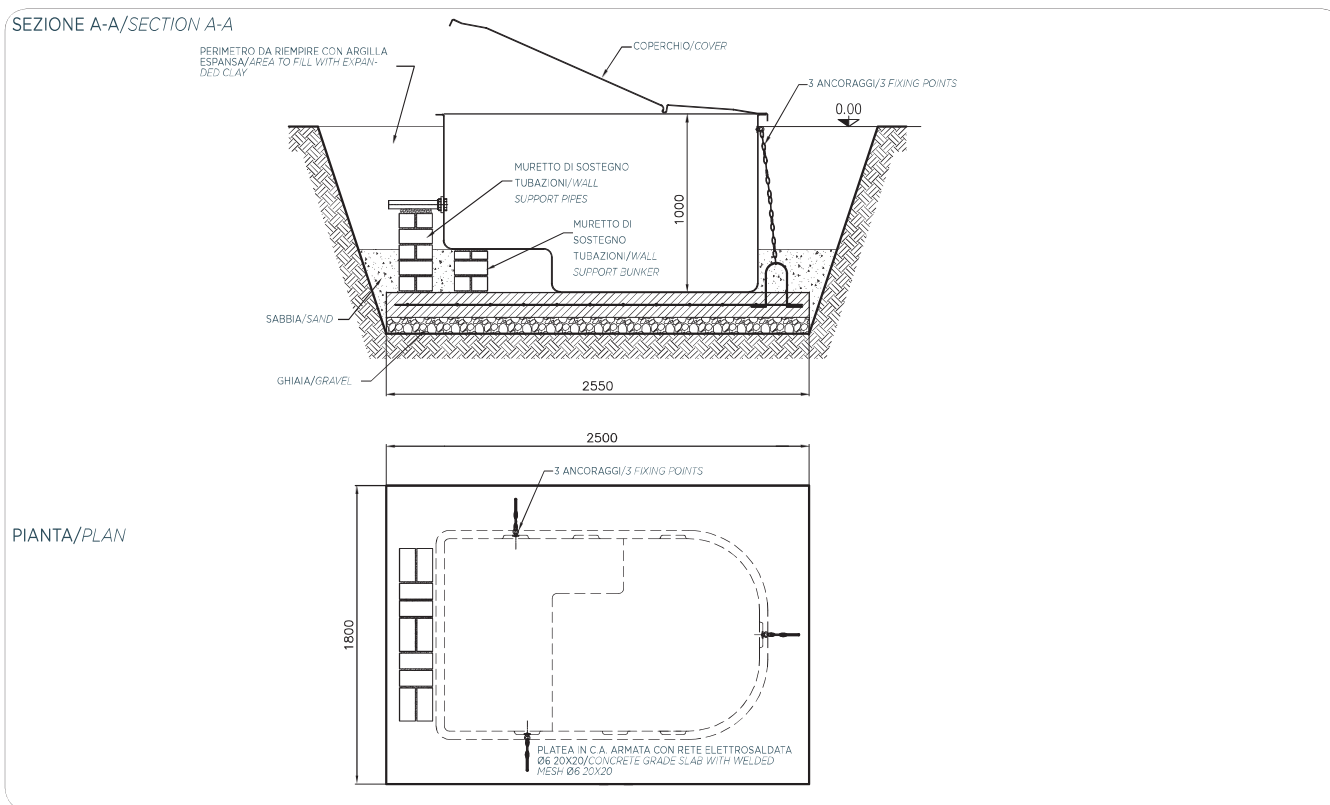 SEZIONE A-A/SECTION A-A
PERIMETRO DA RIEMPIRE CON ARGILLA
ESPANSA/AREA TO FILL WITH EXPAN-
DED CLAY
COPERCHIO/COVER
3 ANCORAGGI/3 FIXING POINTS
0.00
MURETTO DI SOSTEGNO
TUBAZIONI/WALL
SUPPORT PIPES
1000
MURETTO DI
SOSTEGNO
TUBAZIONI/WALL
SUPPORT BUNKER
SABBIA/SAND
GHIAIA/GRAVEL
2550
2500
3 ANCORAGGI/3 FIXING POINTS
PIANTA/PLAN
1800
PLATEA IN C.A. ARMATA CON RETE ELETTROSALDATA
Ø6 20X20/CONCRETE GRADE SLAB WITH WELDED
MESH Ø6 20X20